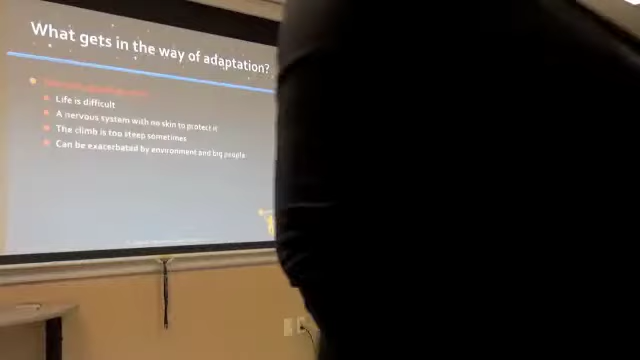 What gets in the way of adaptation?
Life is difficult
A nervous system with no skin to protect it
The climb is too steep sometimes
Can be exacerbated by environment and big people